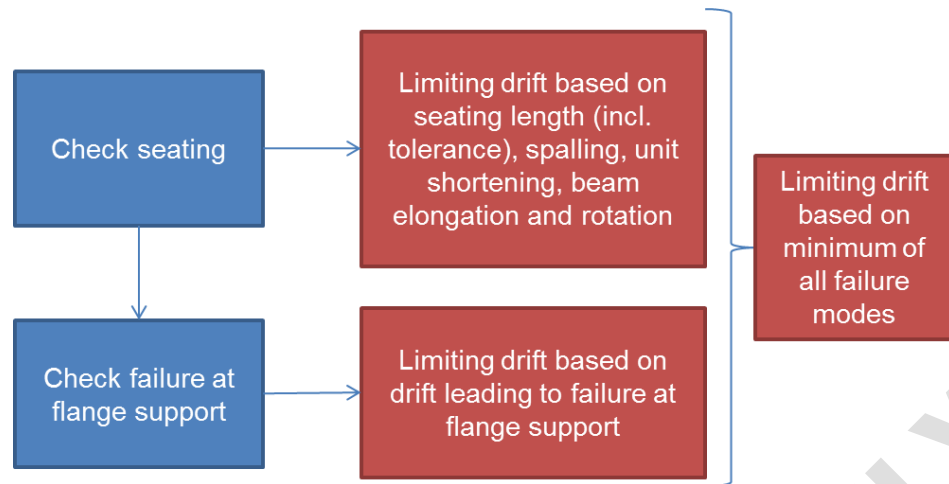 Check seating
Limiting drift based on
seating length (incl.
tolerance), spalling, unit
shortening, beam
elongation and rotation
Check failure at
flange support
Limiting drift based on
drift leading to failure at
flange support
Limiting drift
based on
minimum of
all failure
modes